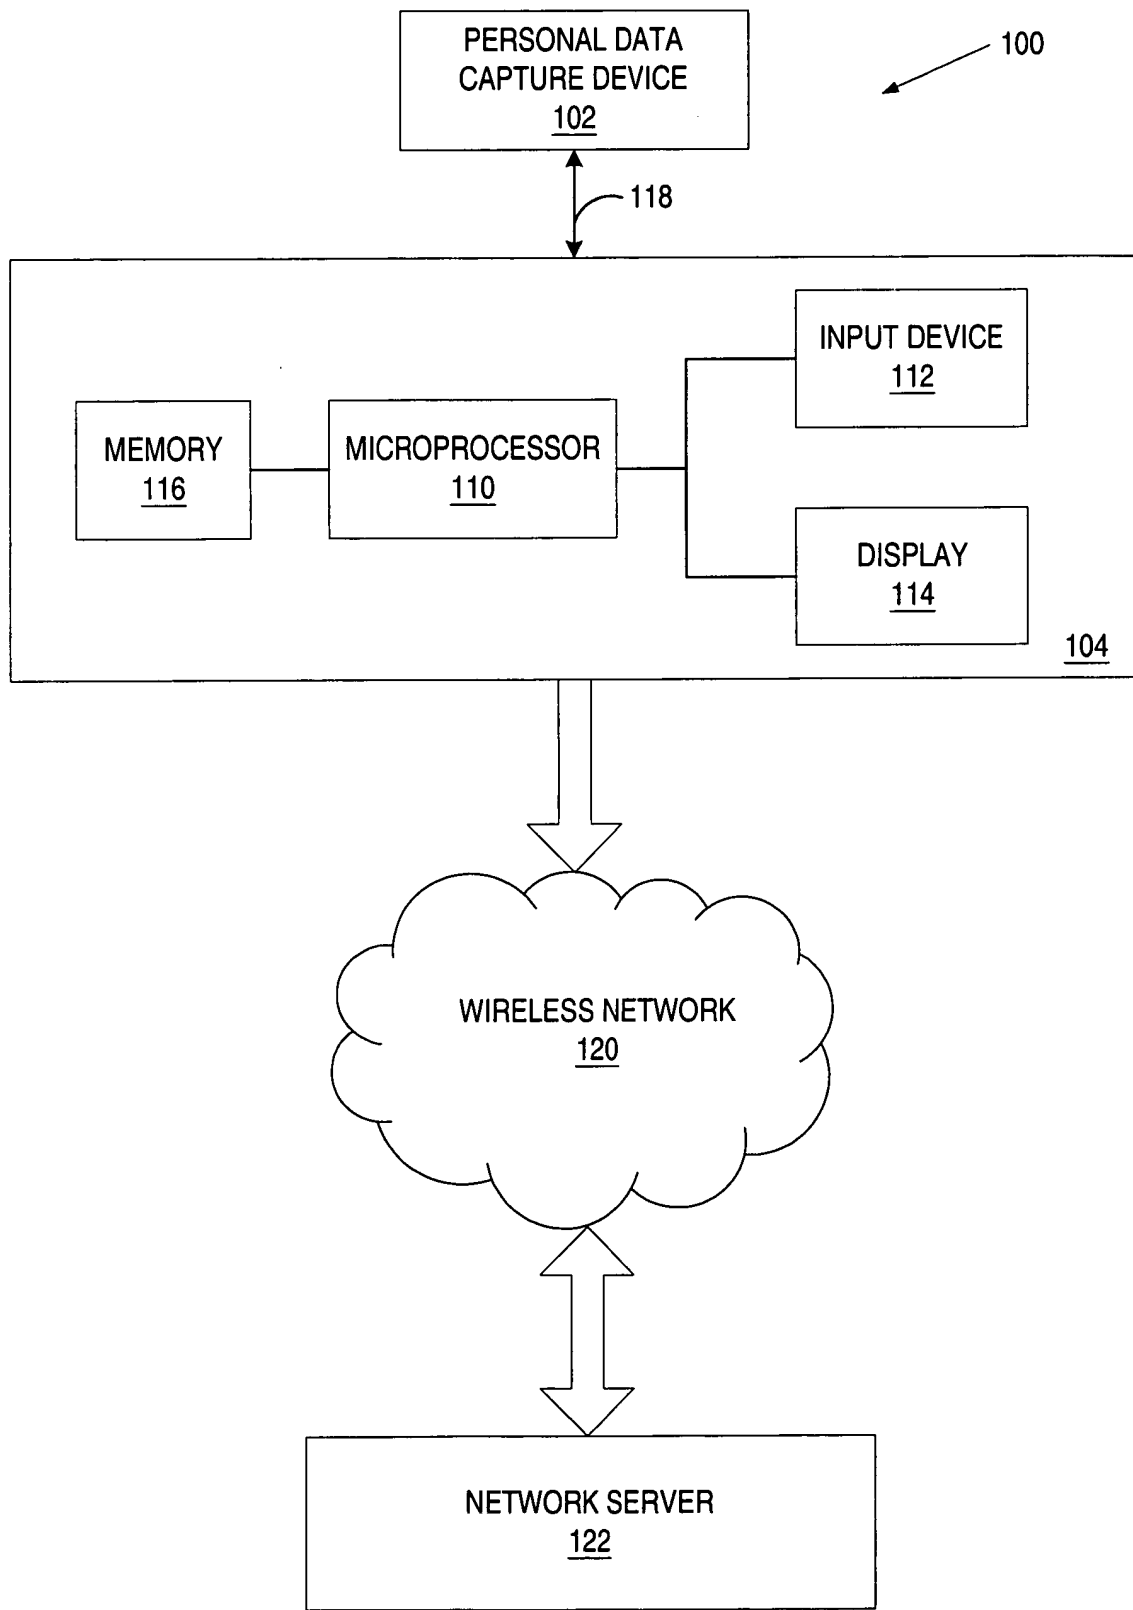 PERSONAL DATA
CAPTURE DEVICE
102
100
118
INPUT DEVICE
112
MEMORY
116
MICROPROCESSOR
110
DISPLAY
114
104
WIRELESS NETWORK
120
NETWORK SERVER
122